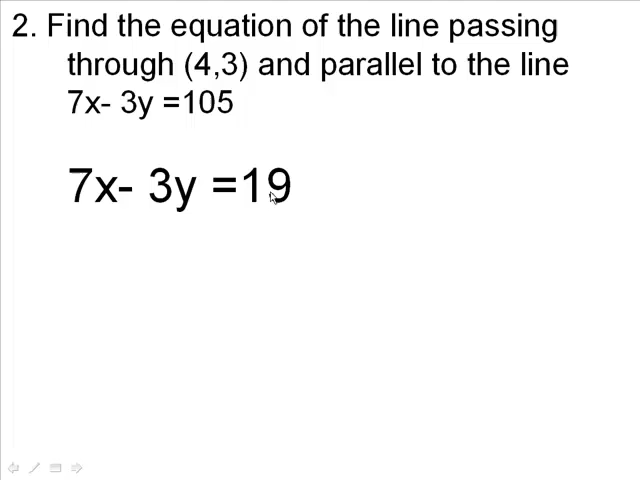 2. Find the equation of the line passing
through (4,3) and parallel to the line
7x- 3y =105
7x- 3y =19